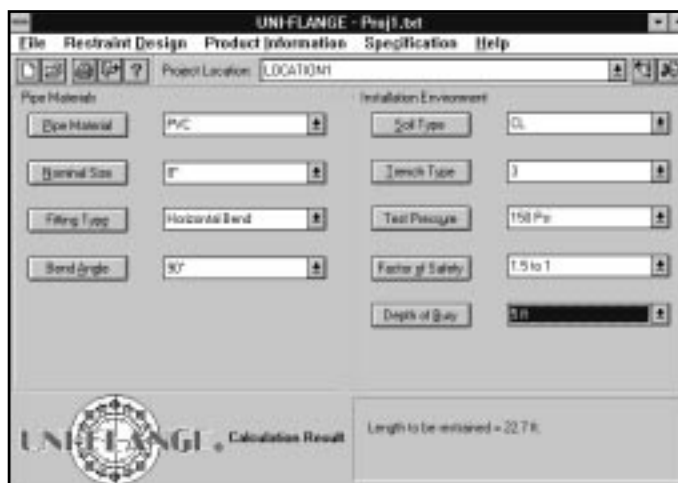 UNI-FLANGE - Proj1.txt
File Restraint Design Product Information Specification Help
Project Location: LOCATION1
Pipe Materials
Installation Environment
Pipe Material PVC
Soil Type CL
Nominal Size 8"
Trench Type 3
Fitting Type Horizontal Bend
Test Pressure 150 Psi
Bend Angle 90°
Factor of Safety 1.5 to 1
Depth of Bury
UNI-FLANGE® Calculation Result
Length to be restrained = 22.7 ft.